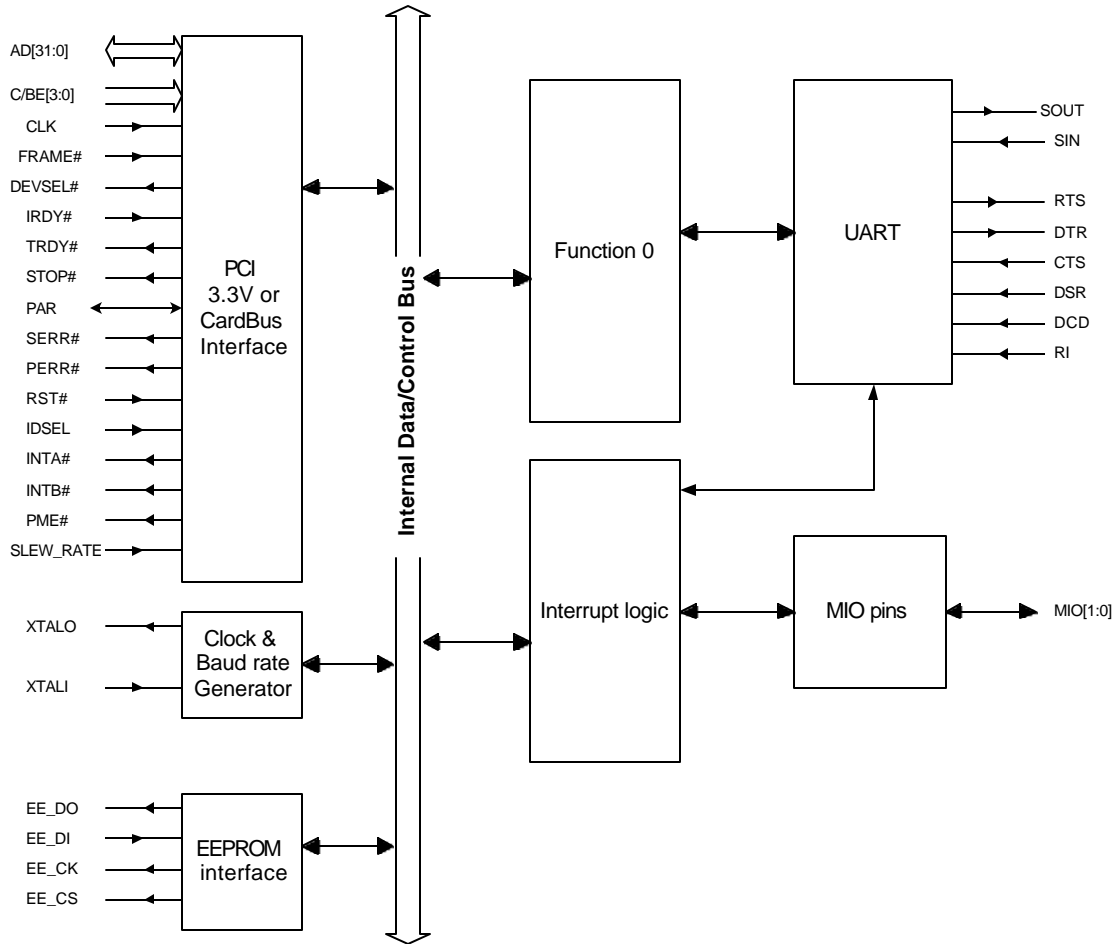 AD[31:0]
C/BE[3:0]
CLK
FRAME#
DEVSEL#
IRDY#
TRDY#
STOP#
PAR
SERR#
PERR#
RST#
IDSEL
INTA#
INTB#
PME#
SLEW_RATE
PCI
3.3V or
CardBus
Interface
XTALO
XTALI
Clock &
Baud rate
Generator
EE_DO
EE_DI
EE_CK
EE_CS
EEPROM
interface
Internal Data/Control Bus
Function 0
Interrupt logic
UART
SOUT
SIN
RTS
DTR
CTS
DSR
DCD
RI
MIO pins
MIO[1:0]